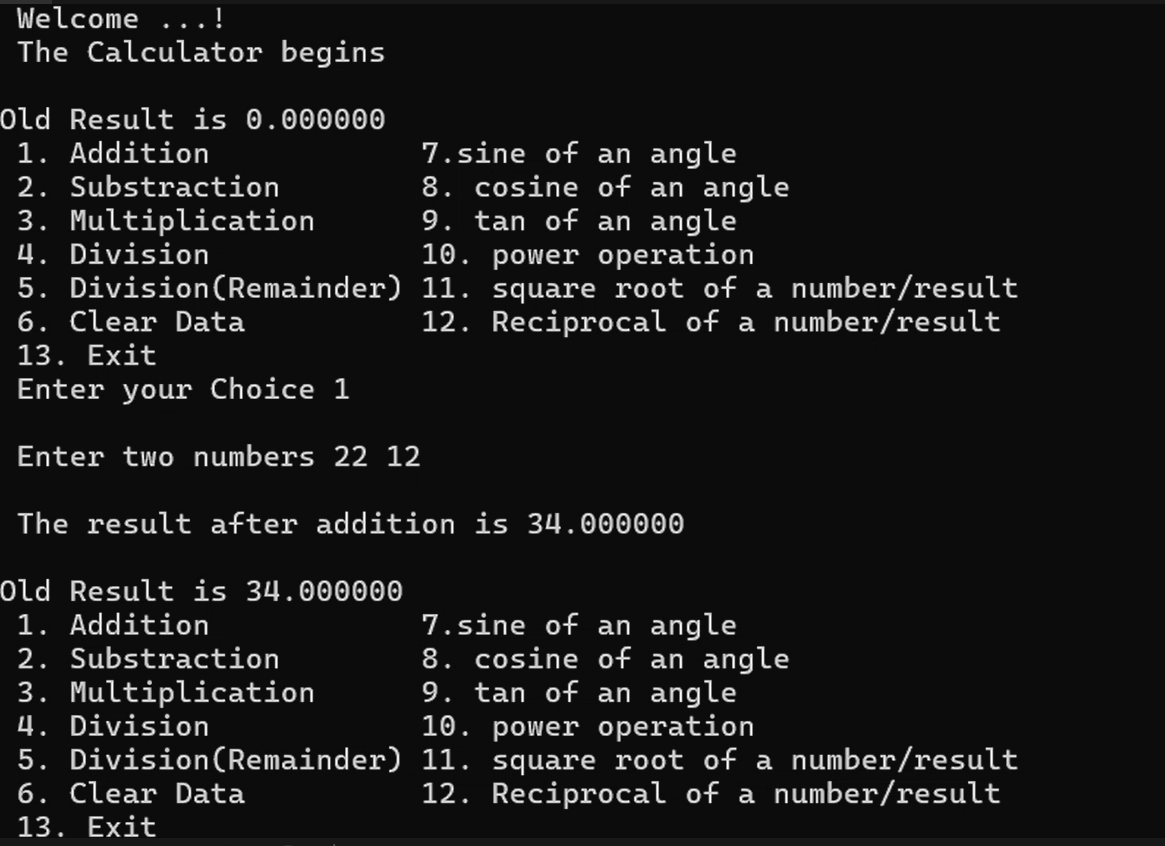 Welcome ...!
The Calculator begins
Old Result is 0.000000
1. Addition 7.sine of an angle
2. Substraction 8. cosine of an angle
3. Multiplication 9. tan of an angle
4. Division 10. power operation
5. Division(Remainder) 11. square root of a number/result
6. Clear Data 12. Reciprocal of a number/result
13. Exit
Enter your Choice 1
Enter two numbers 22 12
The result after addition is 34.000000
Old Result is 34.000000
1. Addition 7.sine of an angle
2. Substraction 8. cosine of an angle
3. Multiplication 9. tan of an angle
4. Division 10. power operation
5. Division(Remainder) 11. square root of a number/result
6. Clear Data 12. Reciprocal of a number/result
13. Exit